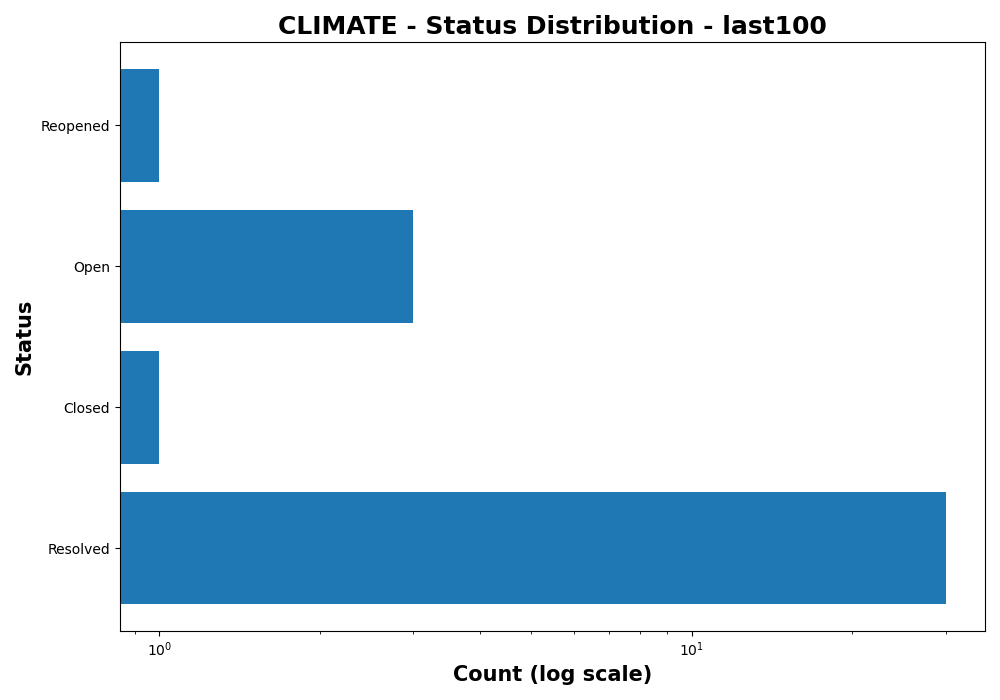 CLIMATE - Status Distribution - last100
Reopened
Open
Closed
Resolved
Status
10⁰
10¹
Count (log scale)